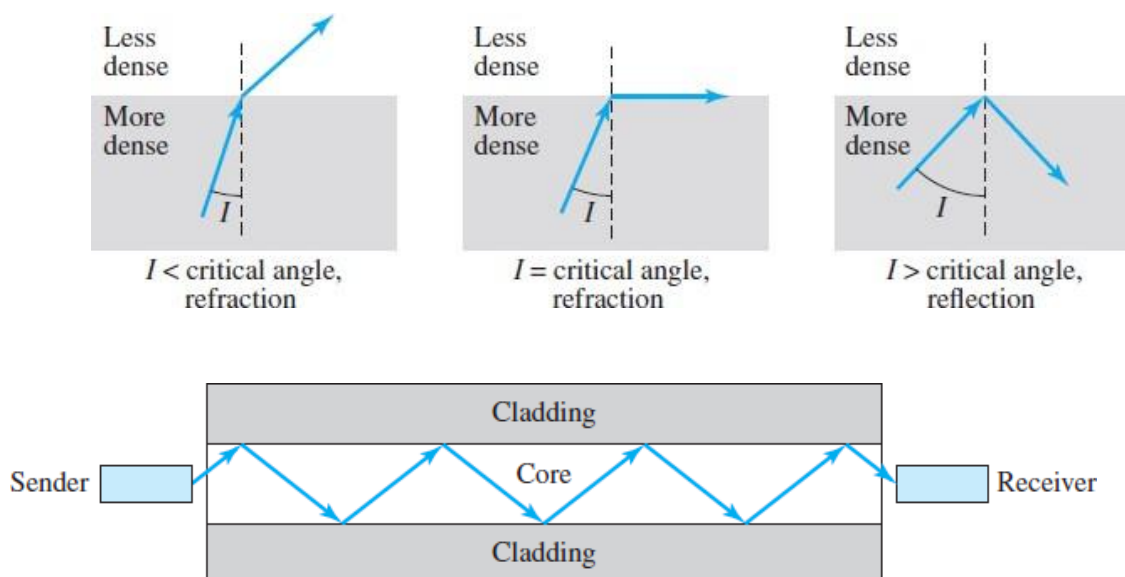 Less
dense
More
dense
I
I < critical angle,
refraction
Less
dense
More
dense
I
I = critical angle,
refraction
Less
dense
More
dense
I
I > critical angle,
reflection
Cladding
Sender
Core
Receiver
Cladding